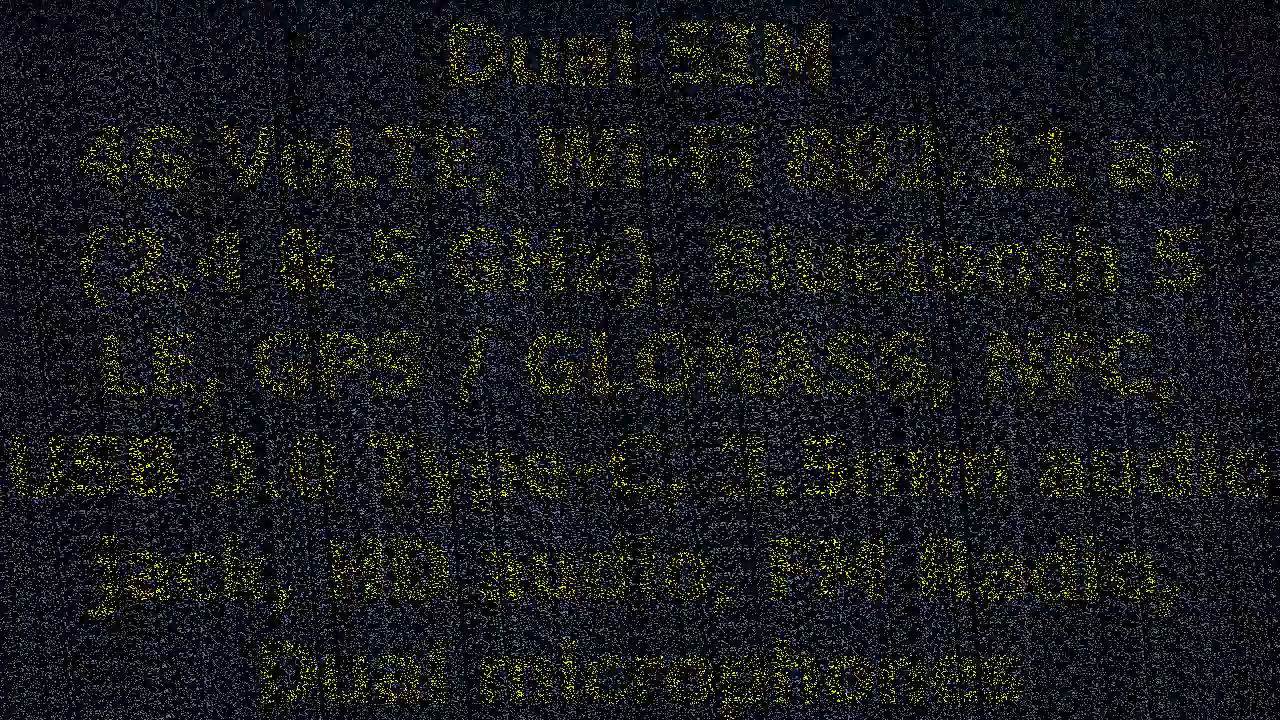 Dual SIM
4G VoLTE, Wi-Fi 802.11 ac
(2.4 & 5 GHz), Bluetooth 5
LE, GPS / GLONASS, NFC,
USB 3.0 Type-C, 3.5mm audio
jack, HD audio, FM Radio,
Dual microphones